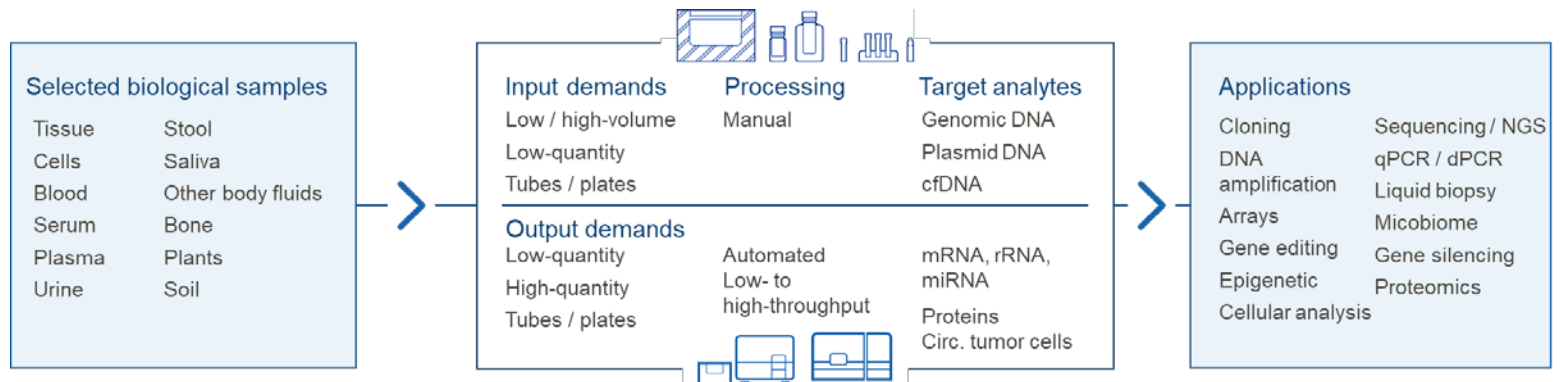 Selected biological samples
Tissue
Cells
Blood
Serum
Plasma
Urine
Stool
Saliva
Other body fluids
Bone
Plants
Soil
Input demands
Low / high-volume
Low-quantity
Tubes / plates
Processing
Manual
Target analytes
Genomic DNA
Plasmid DNA
cfDNA
Output demands
Low-quantity
High-quantity
Tubes / plates
Automated
Low- to
high-throughput
mRNA, rRNA,
miRNA
Proteins
Circ. tumor cells
Applications
Cloning
DNA
amplification
Arrays
Gene editing
Epigenetic
Cellular analysis
Sequencing / NGS
qPCR / dPCR
Liquid biopsy
Micobiome
Gene silencing
Proteomics